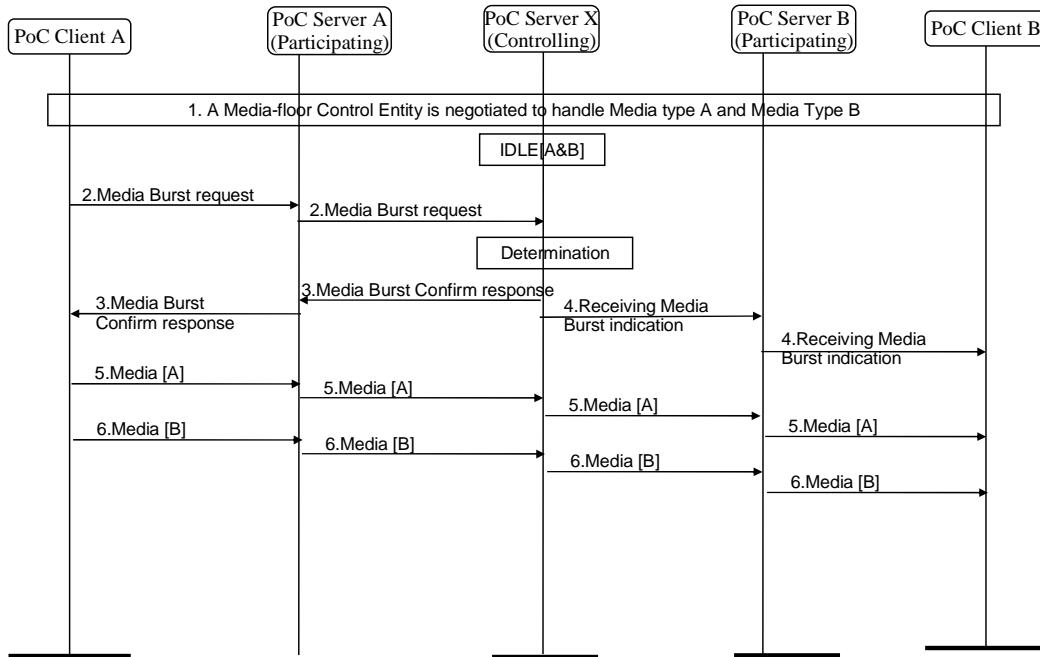 PoC Client A
PoC Server A
(Participating)
PoC Server X
(Controlling)
PoC Server B
(Participating)
PoC Client B
1. A Media-floor Control Entity is negotiated to handle Media type A and Media Type B
IDLE[A&B]
2.Media Burst request
2.Media Burst request
Determination
3.Media Burst Confirm response
3.Media Burst
Confirm response
4.Receiving Media
Burst indication
4.Receiving Media
Burst indication
5.Media [A]
5.Media [A]
5.Media [A]
5.Media [A]
6.Media [B]
6.Media [B]
6.Media [B]
6.Media [B]